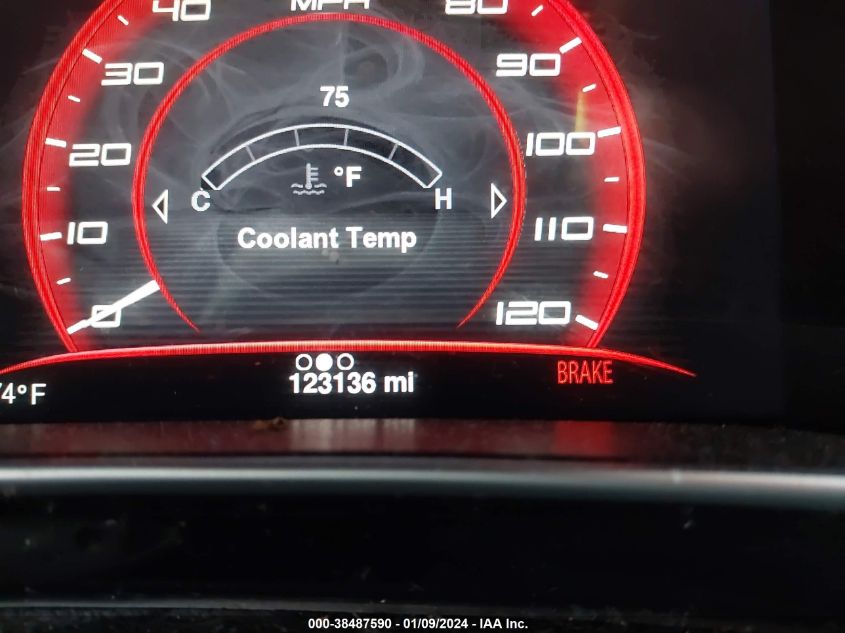 40 MPH 80
30 90
75
20 100
°F
C H
10 110
Coolant Temp
0 120
123136 mi BRAKE
4°F
000-38487590 - 01/09/2024 - IAA Inc.